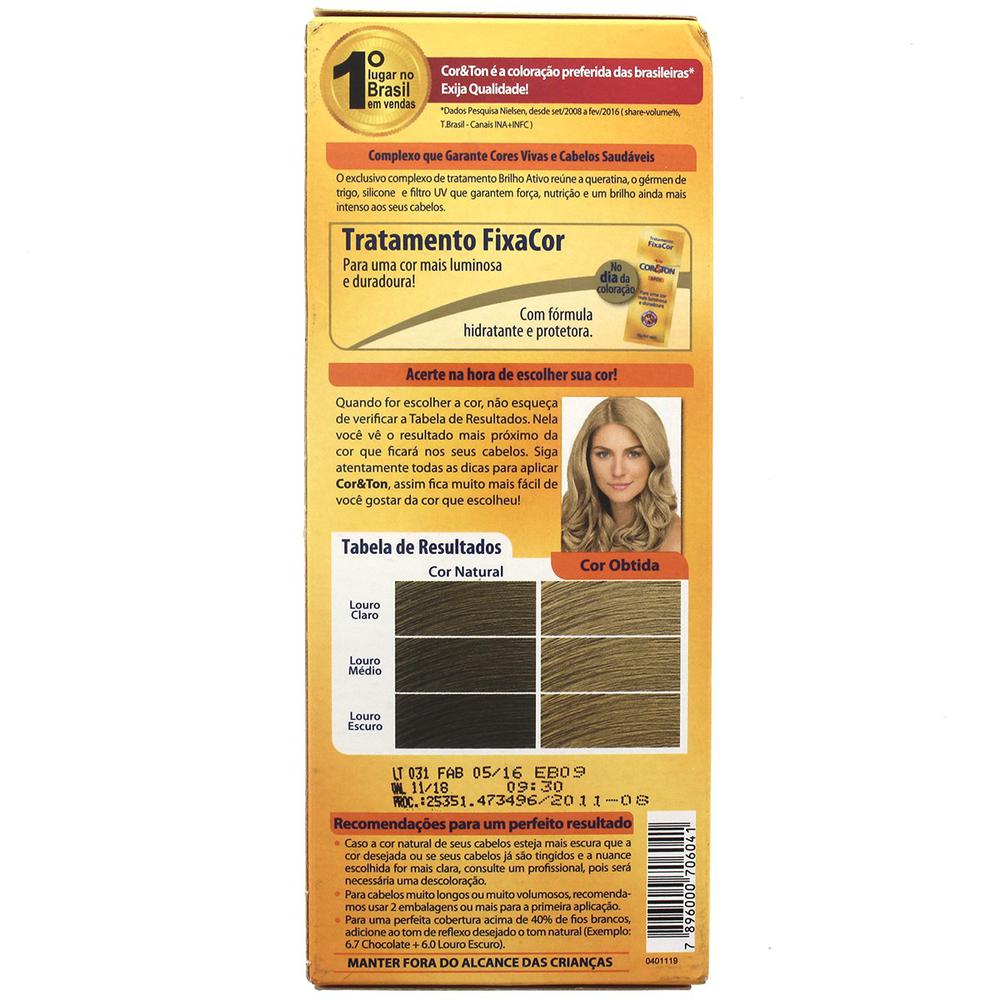 1º
lugar no
Brasil
em vendas
Cor&Ton é a coloração preferida das brasileiras*
Exija Qualidade!
*Dados Pesquisa Nielsen, desde set/2008 a fev/2016 ( share-volume%,
T.Brasil - Canais INA+INFC )
Complexo que Garante Cores Vivas e Cabelos Saudáveis
O exclusivo complexo de tratamento Brilho Ativo reúne a queratina, o gérmen de
trigo, silicone e filtro UV que garantem força, nutrição e um brilho ainda mais
intenso aos seus cabelos.
Tratamento FixaCor
Para uma cor mais luminosa
e duradoura!
No
dia da
coloração
Tratamento
FixaCor
COR&TON
Para uma cor
mais luminosa
e duradoura
Com fórmula
hidratante e protetora.
Acerte na hora de escolher sua cor!
Quando for escolher a cor, não esqueça
de verificar a Tabela de Resultados. Nela
você vê o resultado mais próximo da
cor que ficará nos seus cabelos. Siga
atentamente todas as dicas para aplicar
Cor&Ton, assim fica muito mais fácil de
você gostar da cor que escolheu!
Tabela de Resultados
Cor Natural
Cor Obtida
Louro
Claro
Louro
Médio
Louro
Escuro
LT 031 FAB 05/16 EB09
VAL 11/18 09:30
PROC.:25351.473496/2011-08
Recomendações para um perfeito resultado
• Caso a cor natural de seus cabelos esteja mais escura que a
cor desejada ou se seus cabelos já são tingidos e a nuance
escolhida for mais clara, consulte um profissional, pois será
necessária uma descoloração.
• Para cabelos muito longos ou muito volumosos, recomenda-
mos usar 2 embalagens ou mais para a primeira aplicação.
• Para uma perfeita cobertura acima de 40% de fios brancos,
adicione ao tom de reflexo desejado o tom natural (Exemplo:
6.7 Chocolate + 6.0 Louro Escuro).
MANTER FORA DO ALCANCE DAS CRIANÇAS
7 896000 706041
0401119